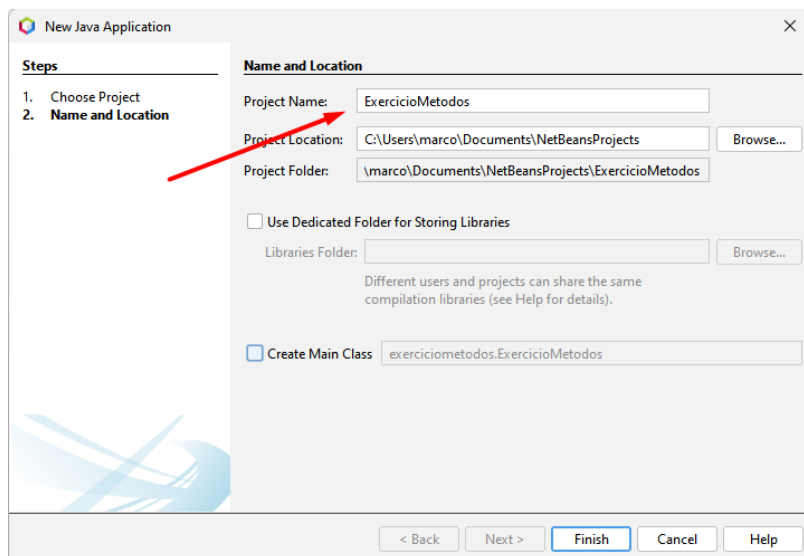 New Java Application
Steps
1. Choose Project
2. Name and Location
Name and Location
Project Name: ExercicioMetodos
Project Location: C:\Users\marco\Documents\NetBeansProjects Browse...
Project Folder: \marco\Documents\NetBeansProjects\ExercicioMetodos
Use Dedicated Folder for Storing Libraries
Libraries Folder: Browse...
Different users and projects can share the same
compilation libraries (see Help for details).
Create Main Class exerciciometodos.ExercicioMetodos
< Back Next > Finish Cancel Help